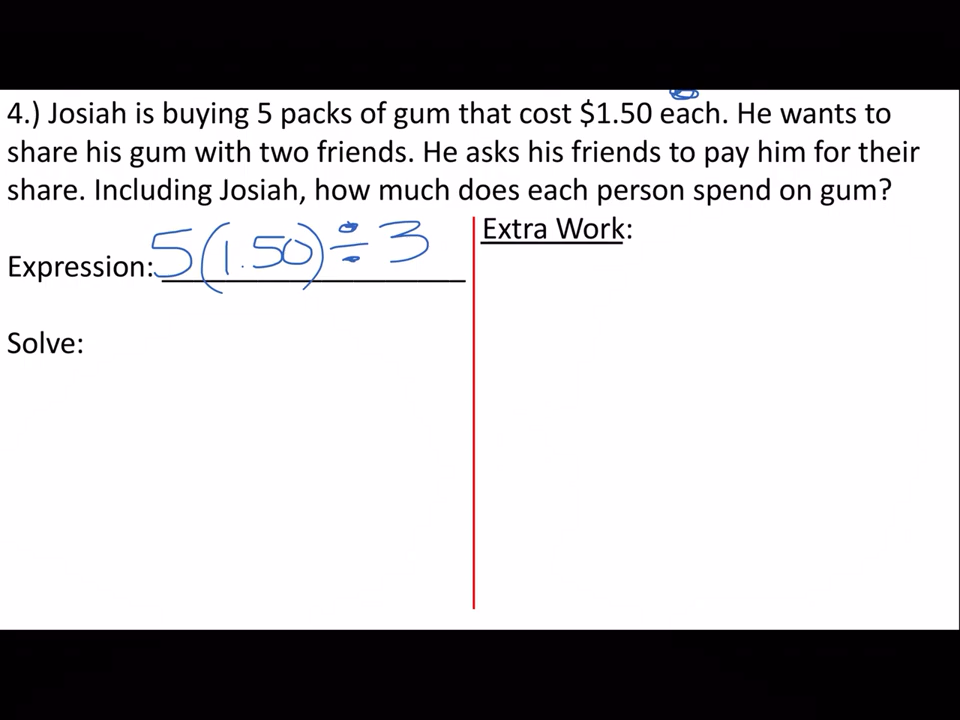 4.) Josiah is buying 5 packs of gum that cost $1.50 each. He wants to
share his gum with two friends. He asks his friends to pay him for their
share. Including Josiah, how much does each person spend on gum?
Expression: 5(1.50) ÷ 3
Extra Work:
Solve: